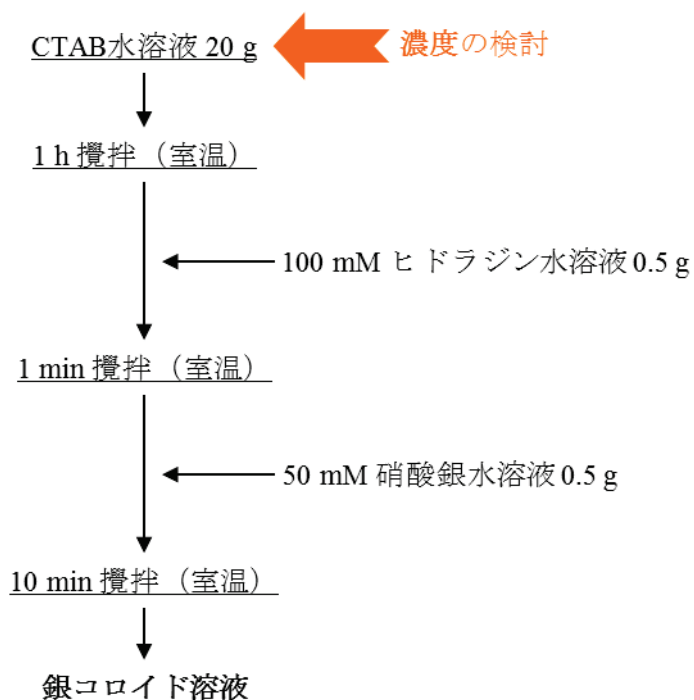 CTAB水溶液 20 g
濃度の検討
1 h 攪拌（室温）
100 mM ヒドラジン水溶液 0.5 g
1 min 攪拌（室温）
50 mM 硝酸銀水溶液 0.5 g
10 min 攪拌（室温）
銀コロイド溶液